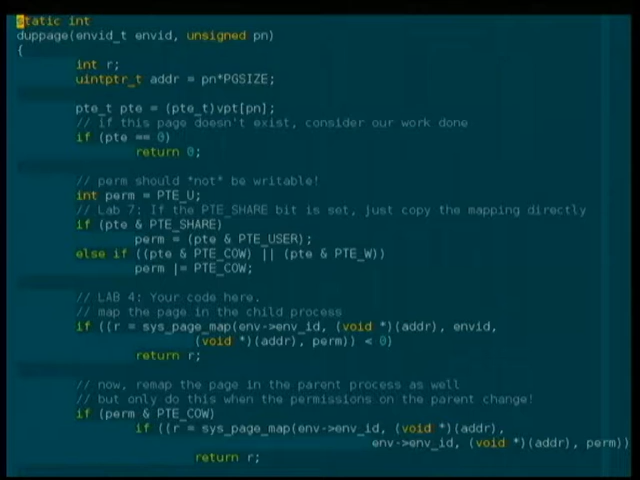 static int
duppage(envid_t envid, unsigned pn)
{
int r;
uintptr_t addr = pn*PGSIZE;
pte_t pte = (pte_t)vpt[pn];
// if this page doesn't exist, consider our work done
if (pte == 0)
return 0;
// perm should *not* be writable!
int perm = PTE_U;
// Lab 7: If the PTE_SHARE bit is set, just copy the mapping directly
if (pte & PTE_SHARE)
perm = (pte & PTE_USER);
else if ((pte & PTE_COW) || (pte & PTE_W))
perm |= PTE_COW;
// LAB 4: Your code here.
// map the page in the child process
if ((r = sys_page_map(env->env_id, (void *)(addr), envid,
(void *)(addr), perm)) < 0)
return r;
// now, remap the page in the parent process as well
// but only do this when the permissions on the parent change!
if (perm & PTE_COW)
if ((r = sys_page_map(env->env_id, (void *)(addr),
env->env_id, (void *)(addr), perm))
return r;